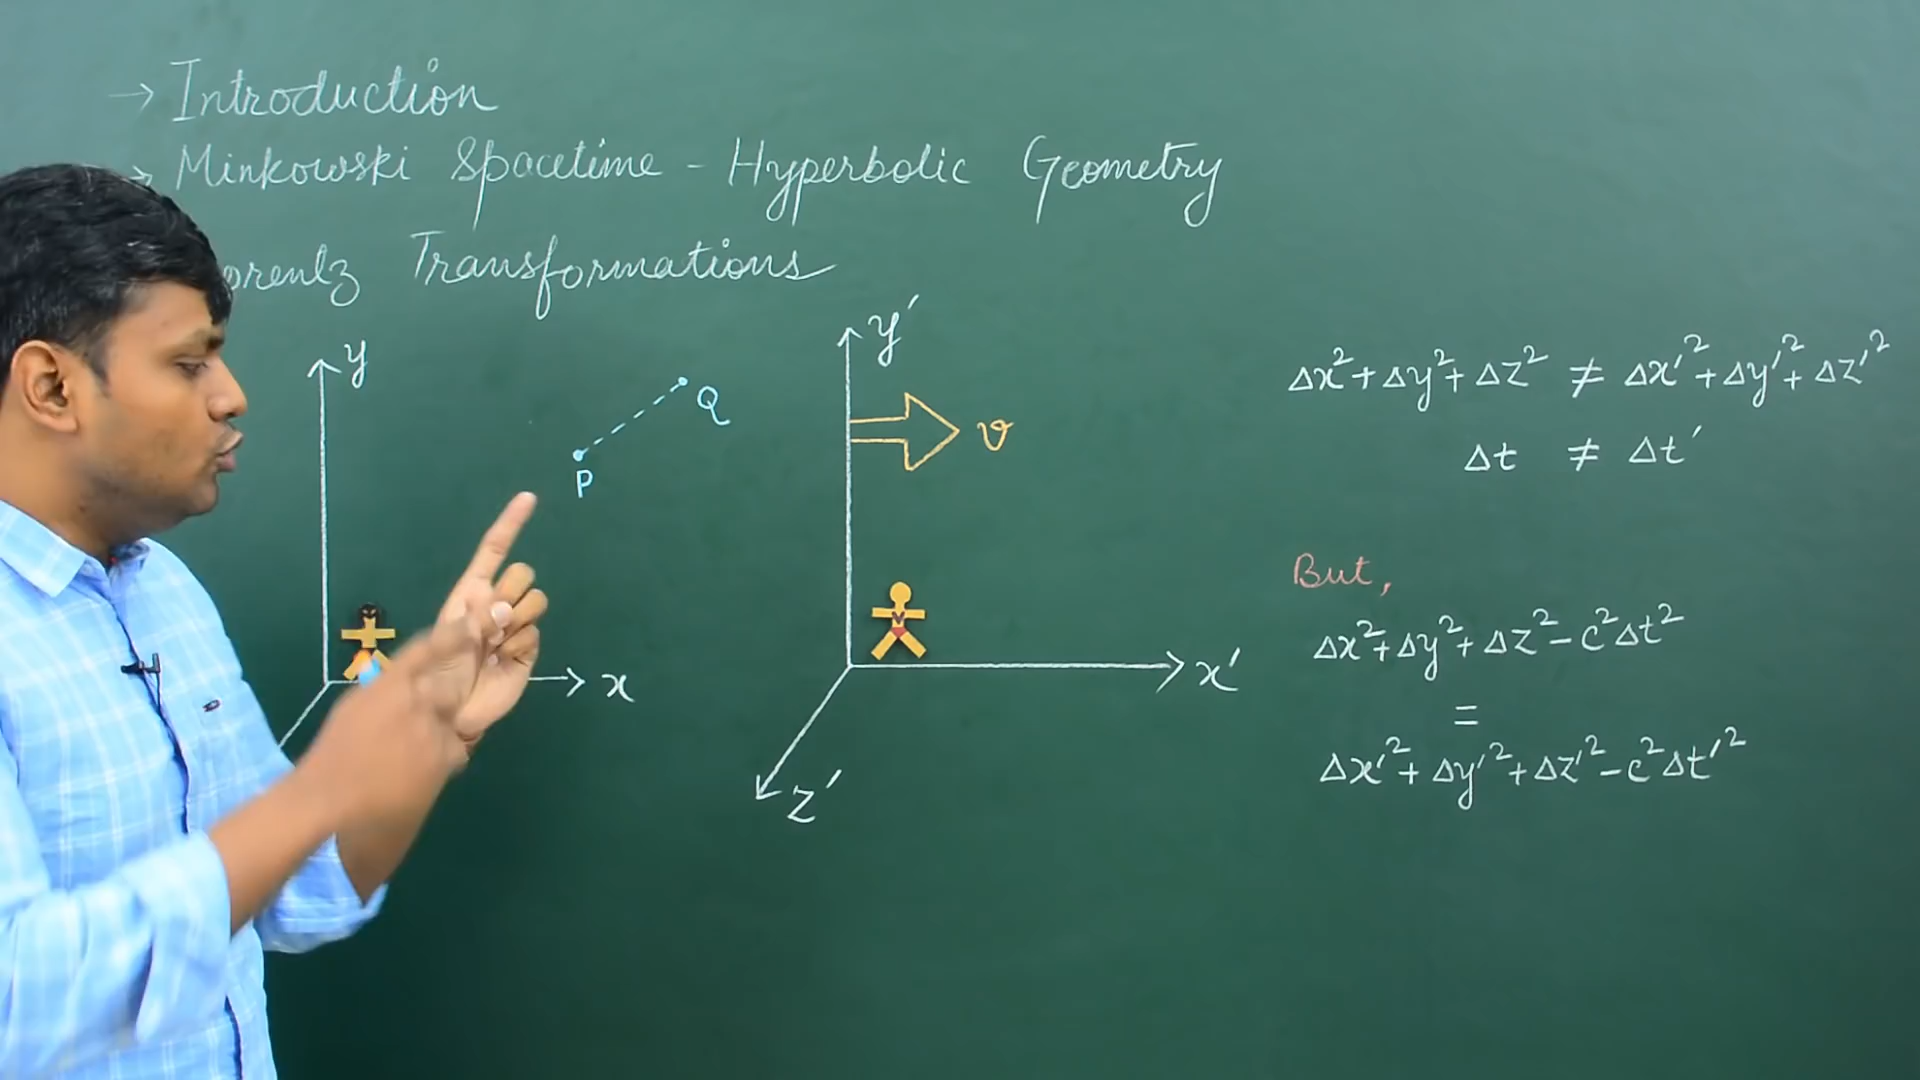 → Introduction
→ Minkowski Spacetime - Hyperbolic Geometry
orentz Transformations
y
Q
P
x
y'
v
x'
z'
Δx²+Δy²+Δz² ≠ Δx'²+Δy'²+Δz'²
Δt ≠ Δt'
But,
Δx²+Δy²+Δz²-c²Δt²
=
Δx'²+Δy'²+Δz'²-c²Δt'²